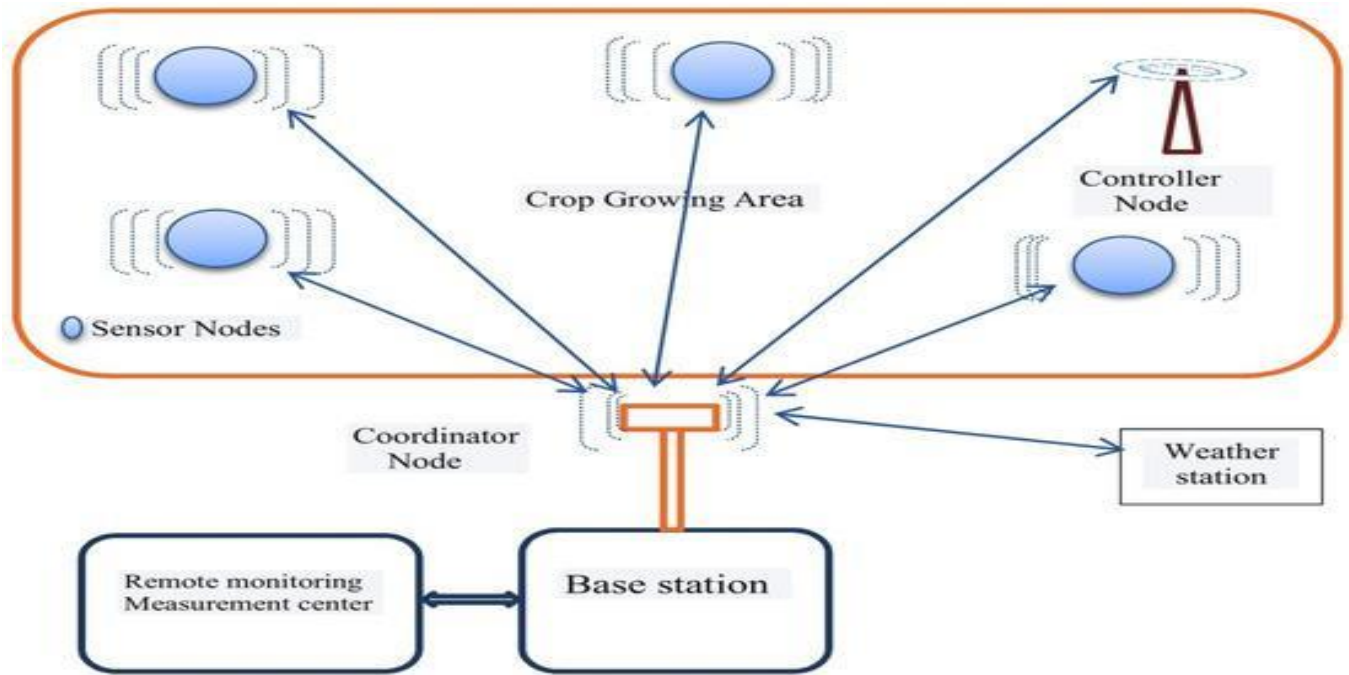 Crop Growing Area
Controller
Node
Sensor Nodes
Coordinator
Node
Weather
station
Remote monitoring
Measurement center
Base station